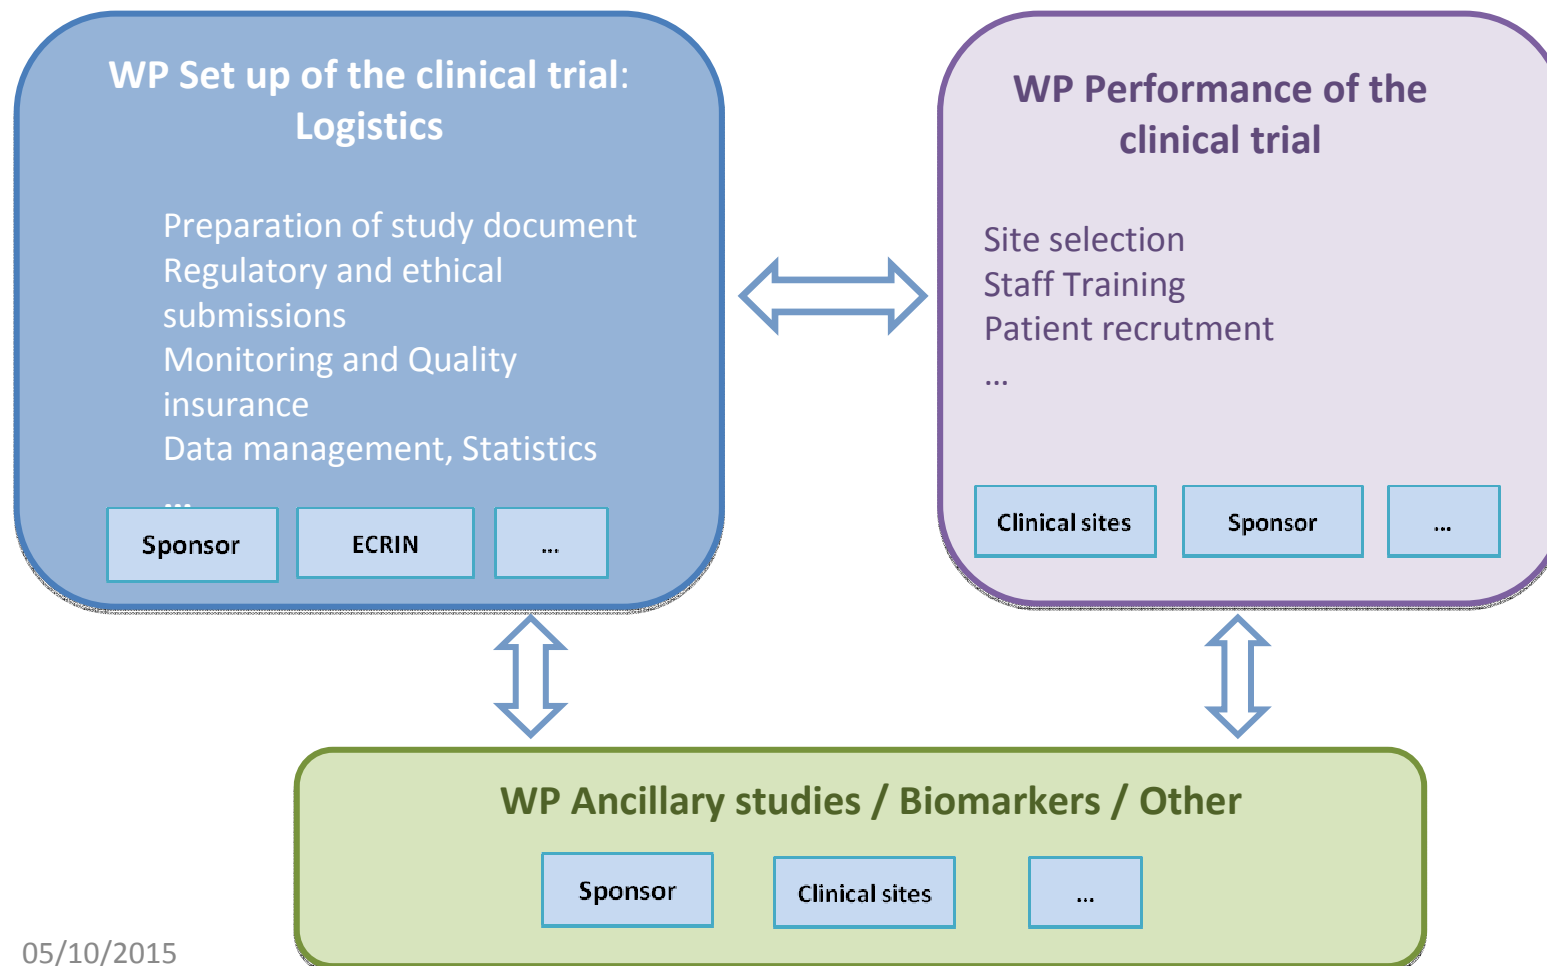 WP Set up of the clinical trial:
Logistics
Preparation of study document
Regulatory and ethical
submissions
Monitoring and Quality
insurance
Data management, Statistics
...
Sponsor
ECRIN
...
WP Performance of the
clinical trial
Site selection
Staff Training
Patient recrutment
...
Clinical sites
Sponsor
...
WP Ancillary studies / Biomarkers / Other
Sponsor
Clinical sites
...
05/10/2015